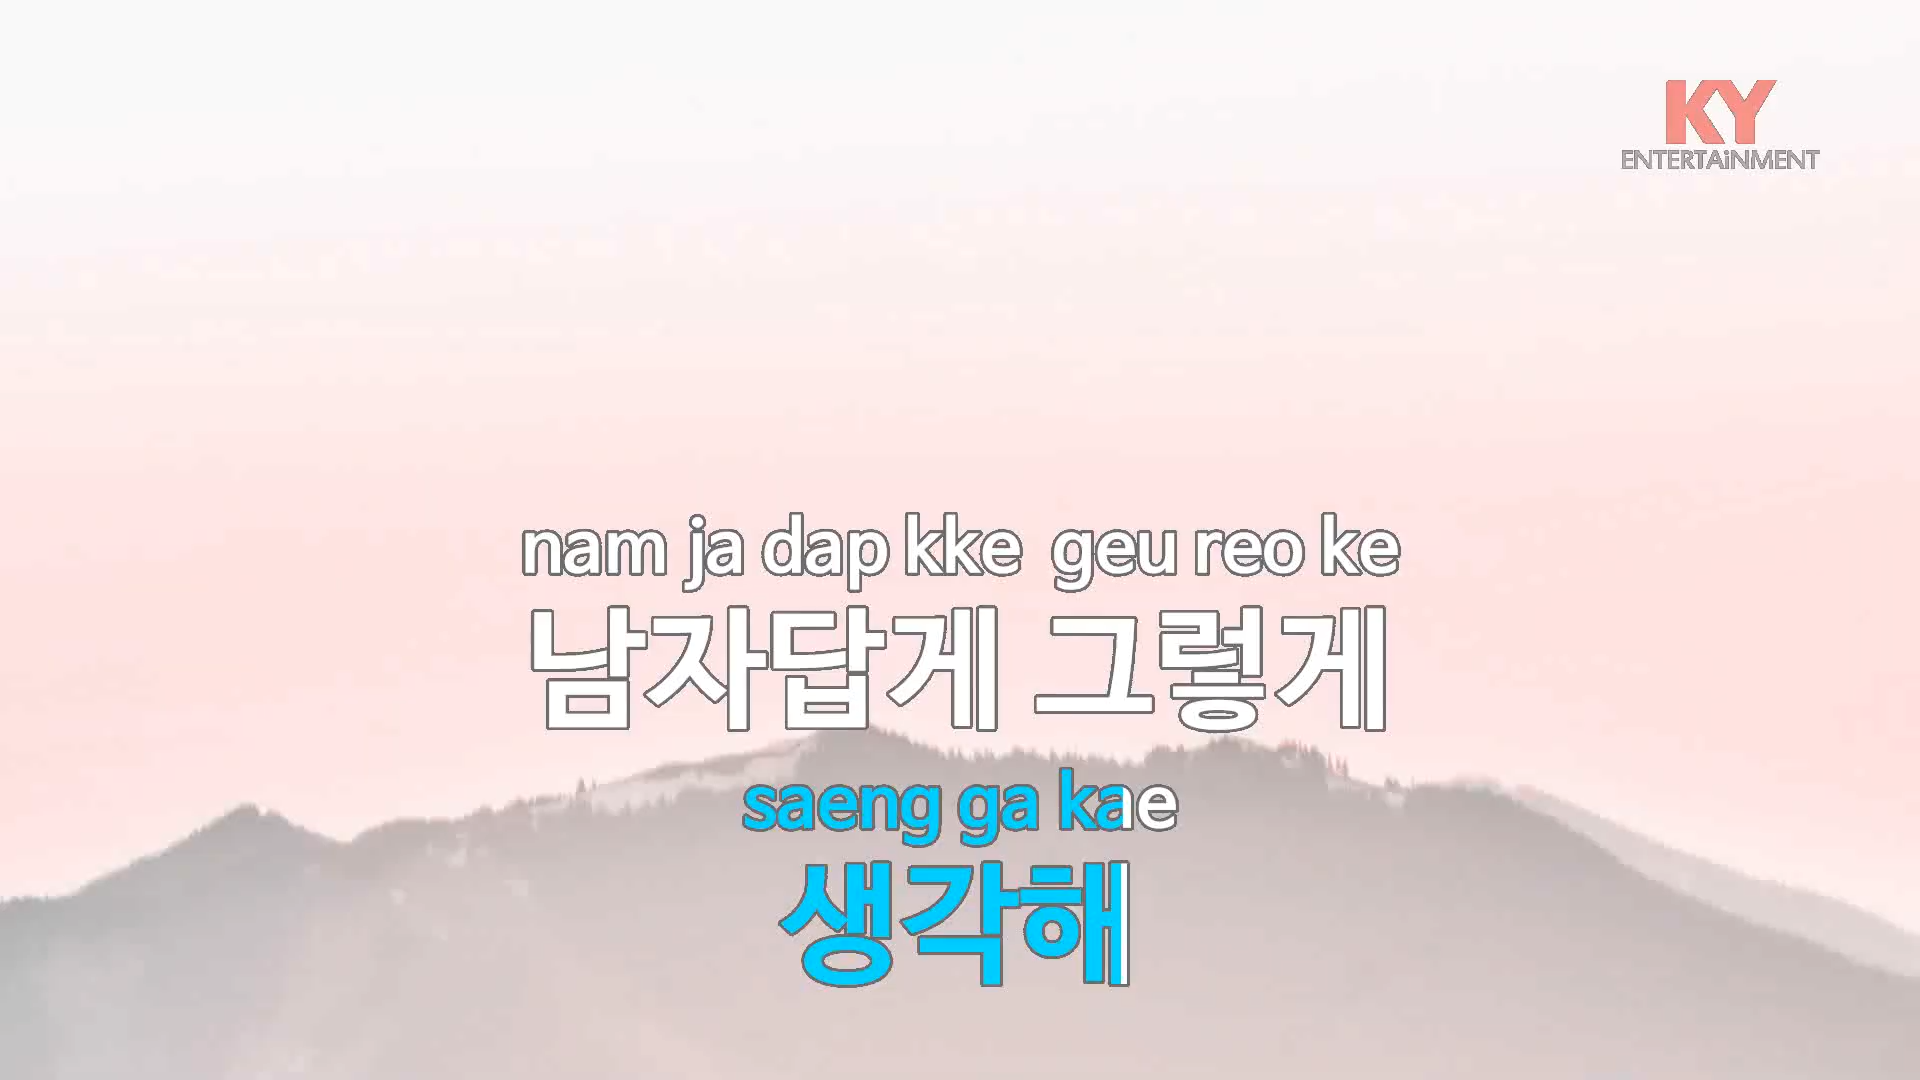 KY
ENTERTAiNMENT
nam ja dap kke geu reo ke
남자답게 그렇게
saeng ga kae
생각해